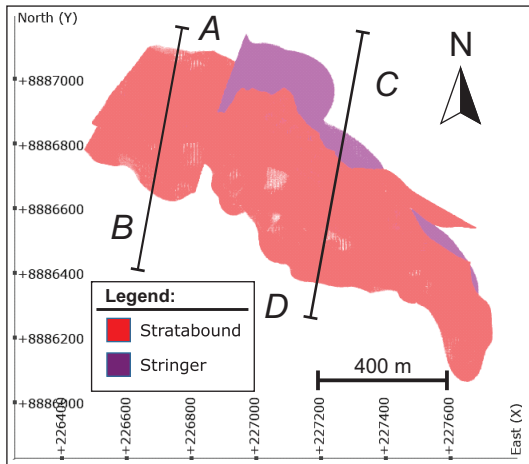 North (Y)
A
N
C
+8887000
+8886800
+8886600
B
+8886400
D
Legend:
Stratabound
Stringer
+8886200
400 m
+8886000
+226400
+226600
+226800
+227000
+227200
+227400
+227600
East (X)